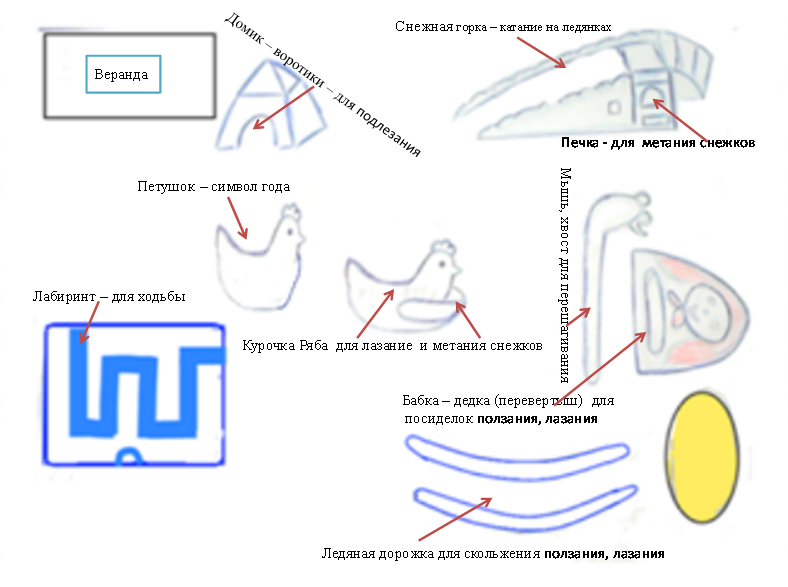 Снежная горка – катание на ледянках
Домик – воротики – для подлезания
Веранда
Печка - для метания снежков
Петушок – символ года
Мышь, хвост для перешагивания
Лабиринт – для ходьбы
Курочка Ряба для лазание и метания снежков
Бабка – дедка (перевертыш) для
посиделок ползания, лазания
Ледяная дорожка для скольжения ползания, лазания